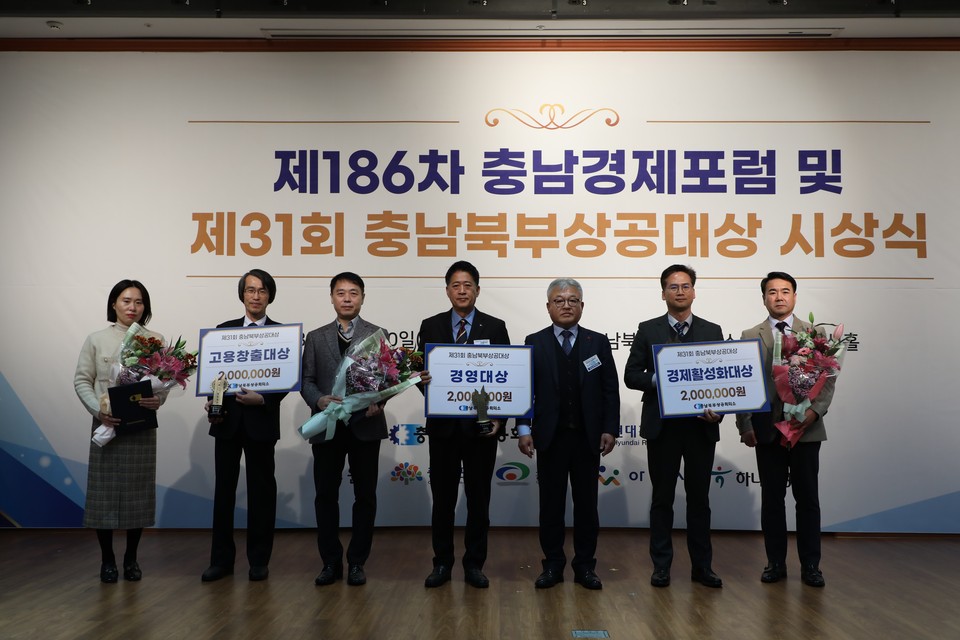 제186차 충남경제포럼 및
제31회 충남북부상공대상 시상식
제31회 충남북부상공대상
고용창출대상
2,000,000원
제31회 충남북부상공대상
경영대상
제31회 충남북부상공대상
경제활성화대상
2,000,000원